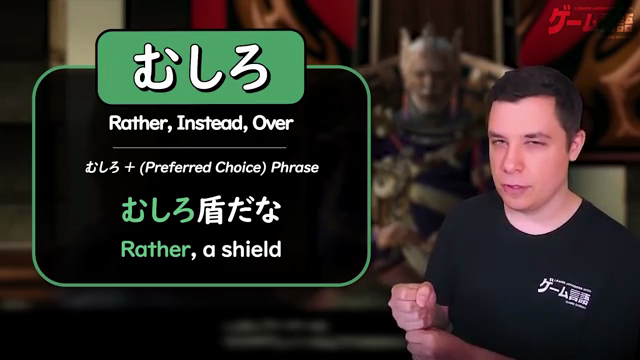 むしろ
Rather, Instead, Over
むしろ + (Preferred Choice) Phrase
むしろ盾だな
Rather, a shield
ゲーム言語
ゲーム言語